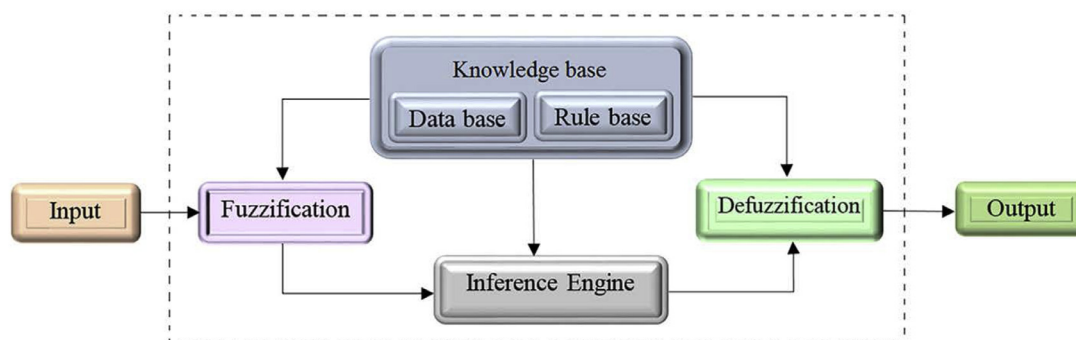 Knowledge base
Data base
Rule base
Input
Fuzzification
Defuzzification
Output
Inference Engine